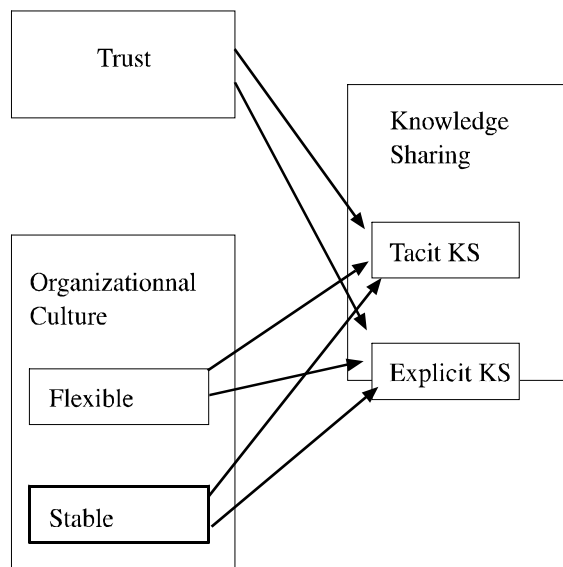 Trust
Knowledge
Sharing
Tacit KS
Organizationnal
Culture
Explicit KS
Flexible
Stable